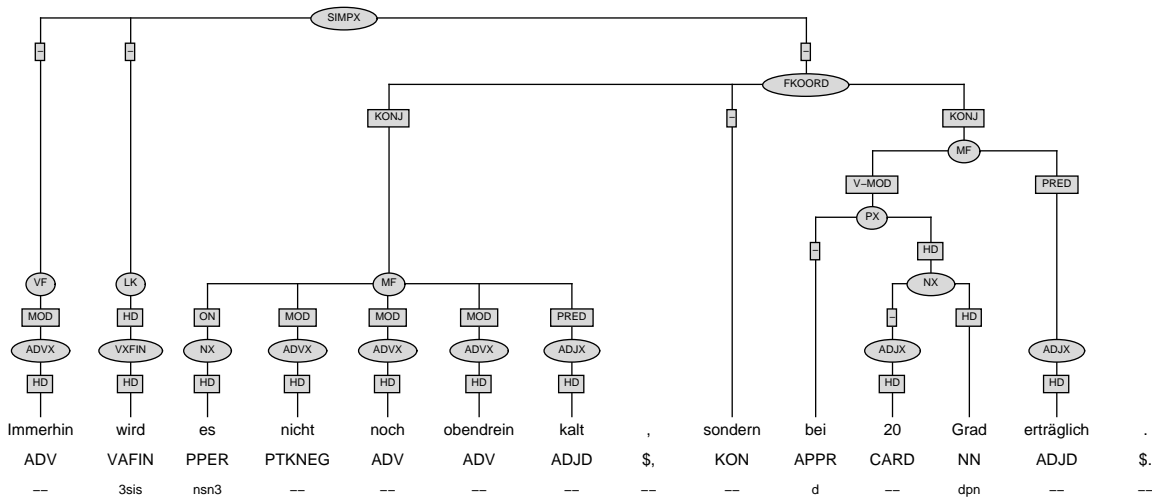 SIMPX
– – –
FKOORD
KONJ – KONJ
MF
V–MOD PRED
PX
– HD
VF LK MF NX
MOD HD ON MOD MOD MOD PRED – HD
ADVX VXFIN NX ADVX ADVX ADVX ADJX ADJX ADJX
HD HD HD HD HD HD HD HD HD
Immerhin wird es nicht noch obendrein kalt , sondern bei 20 Grad erträglich .
ADV VAFIN PPER PTKNEG ADV ADV ADJD $, KON APPR CARD NN ADJD $.
–– 3sis nsn3 –– –– –– –– –– –– d –– dpn –– ––